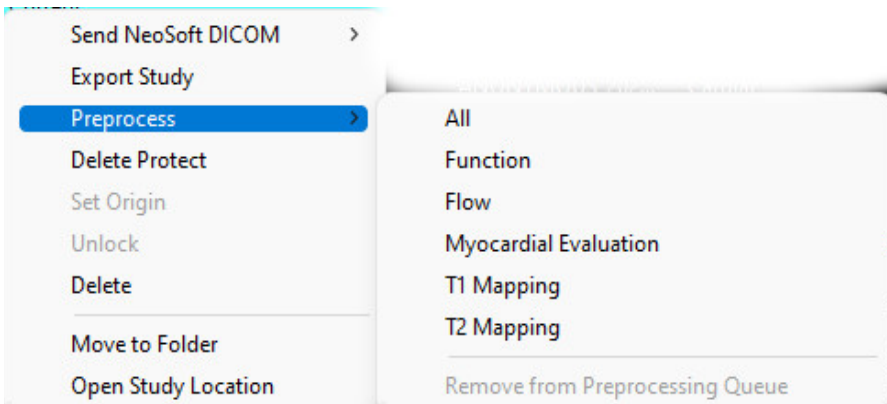 Send NeoSoft DICOM
Export Study
Preprocess
Delete Protect
Set Origin
Unlock
Delete
Move to Folder
Open Study Location
All
Function
Flow
Myocardial Evaluation
T1 Mapping
T2 Mapping
Remove from Preprocessing Queue